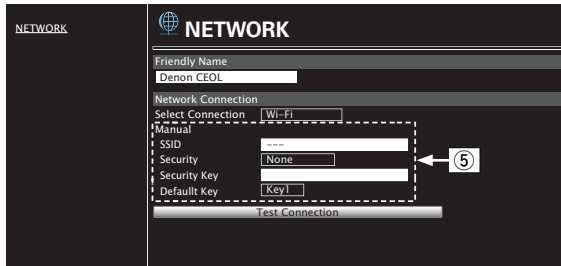 NETWORK
NETWORK
Friendly Name
Denon CEOL
Network Connection
Select Connection Wi-Fi
Manual
SSID ---
Security None
Security Key
Defaullt Key Key1
Test Connection
⑤